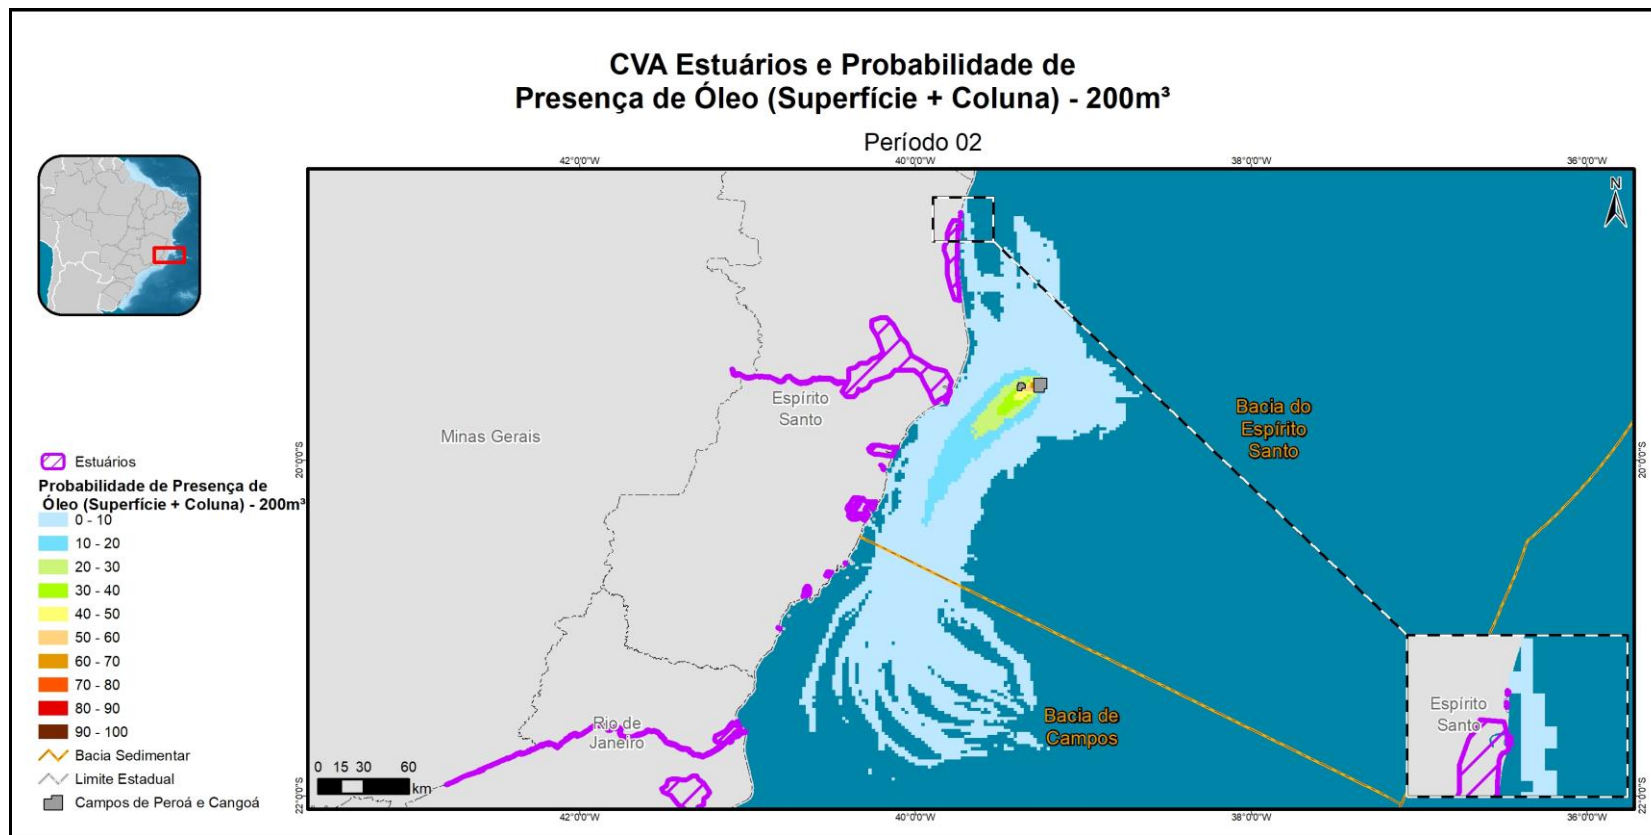 CVA Estuários e Probabilidade de
Presença de Óleo (Superfície + Coluna) - 200m³
Período 02
42°0'0"W
40°0'0"W
38°0'0"W
36°0'0"W
N
Espírito
Santo
Minas Gerais
Bacia do
Espírito
Santo
20°0'0"S
20°0'0"S
Estuários
Probabilidade de Presença de
Óleo (Superfície + Coluna) - 200m³
0 - 10
10 - 20
20 - 30
30 - 40
40 - 50
50 - 60
60 - 70
70 - 80
80 - 90
90 - 100
Bacia Sedimentar
Limite Estadual
Campos de Peroá e Cangoá
Rio de
Janeiro
Bacia de
Campos
Espírito
Santo
0 15 30 60
km
22°0'0"S
22°0'0"S
42°0'0"W
40°0'0"W
38°0'0"W
36°0'0"W